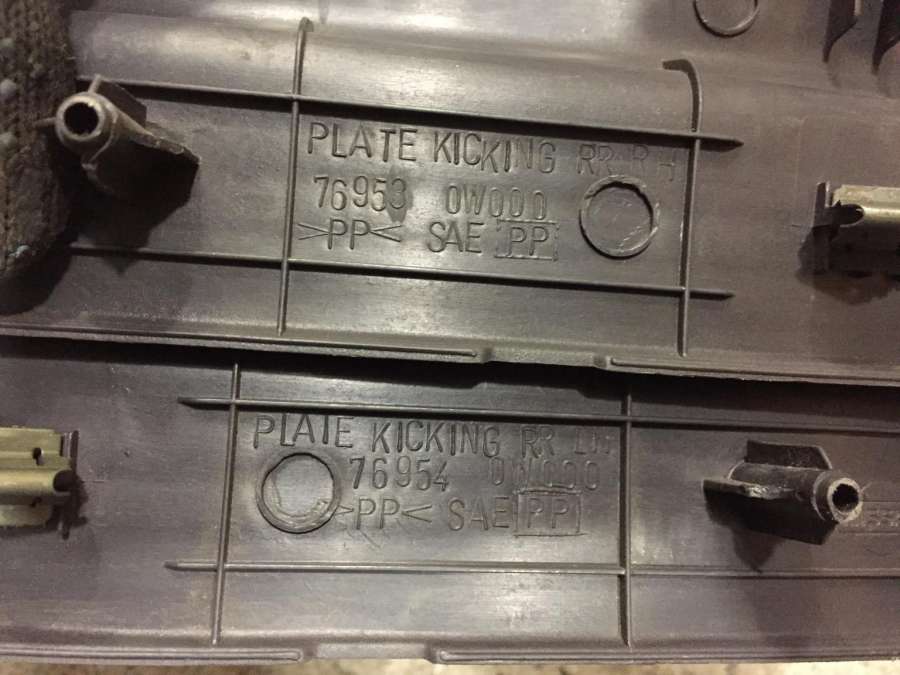 PLATE KICKING RR RH
76953 0W000
>PP< SAE PP
PLATE KICKING RR LH
76954 0W000
>PP< SAE PP